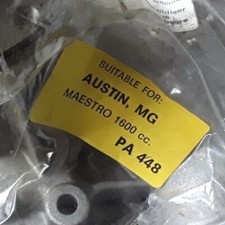 SUITABLE FOR:
AUSTIN, MG
MAESTRO 1600 cc.
PA 448